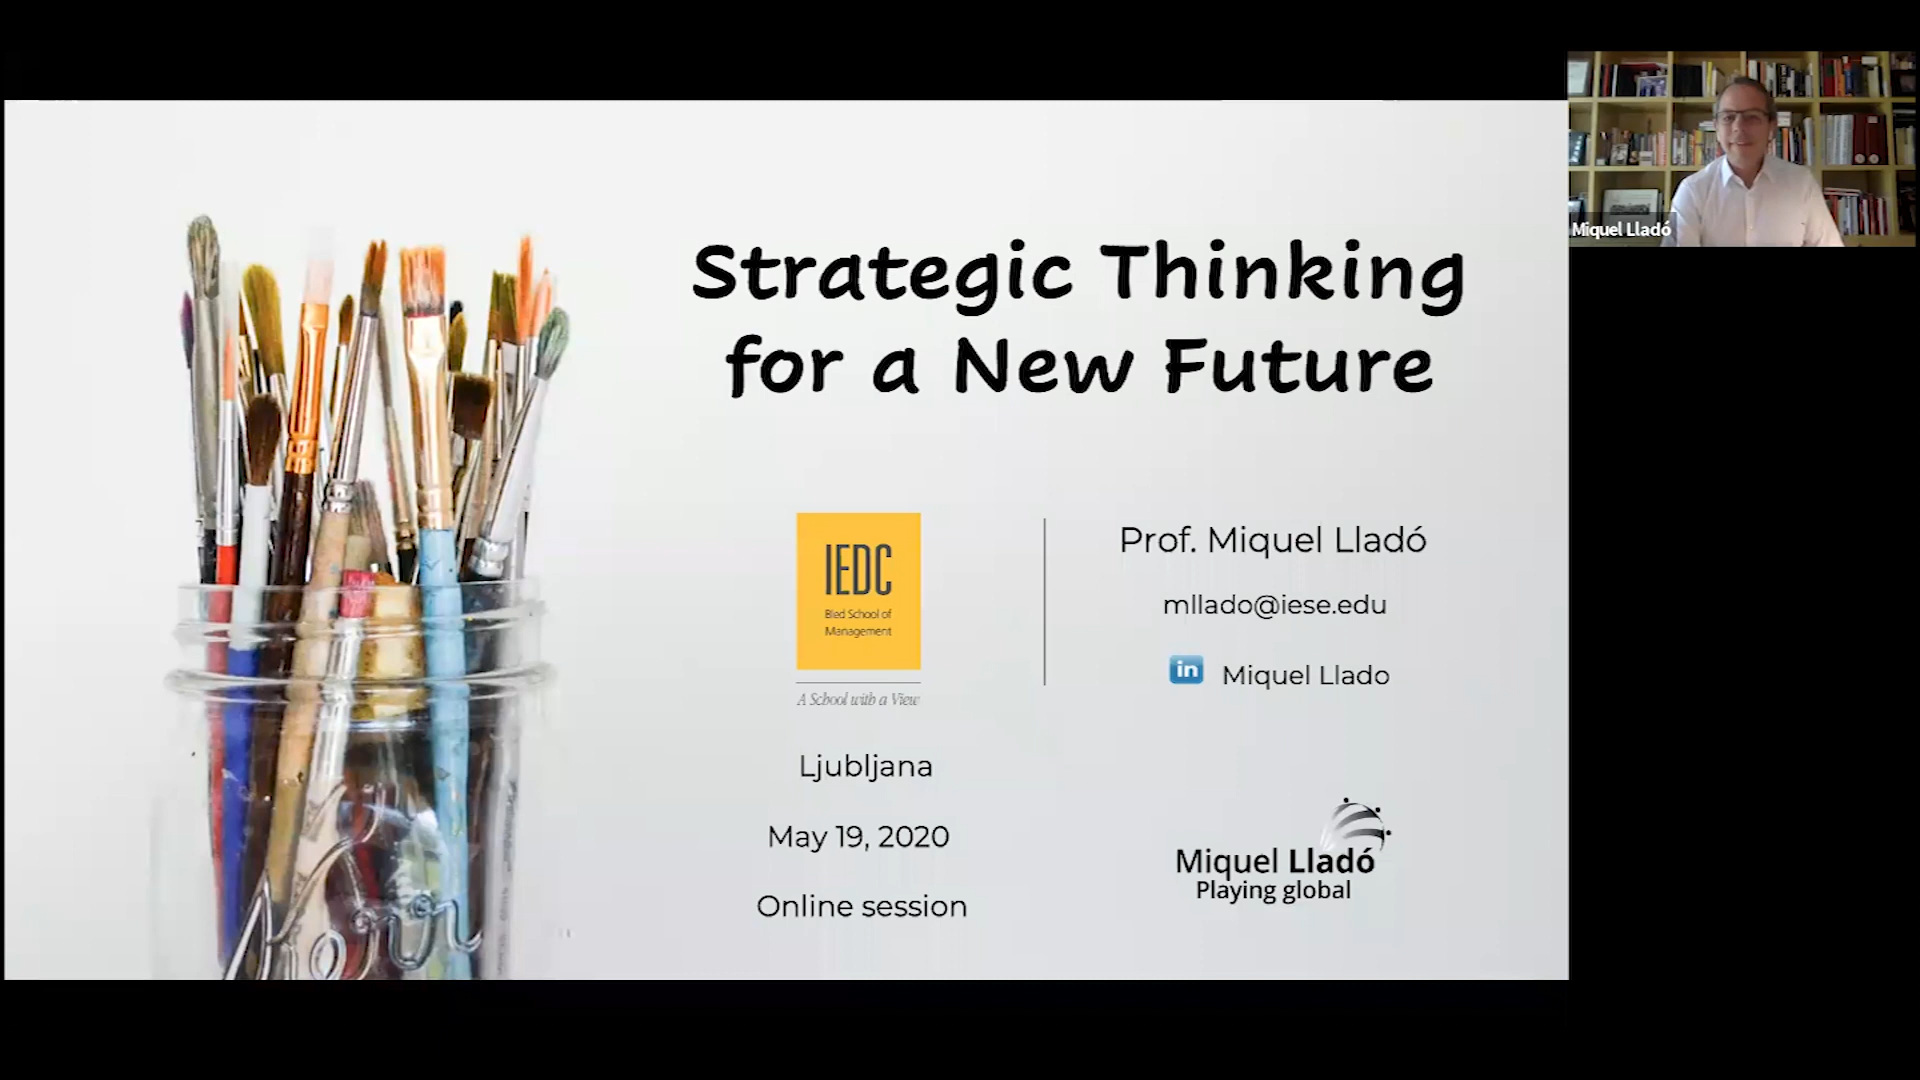 Strategic Thinking
for a New Future
IEDC
Bled School of
Management
A School with a View
Ljubljana
May 19, 2020
Online session
Prof. Miquel Lladó
mllado@iese.edu
in Miquel Llado
Miquel Lladó
Playing global
Miquel Lladó